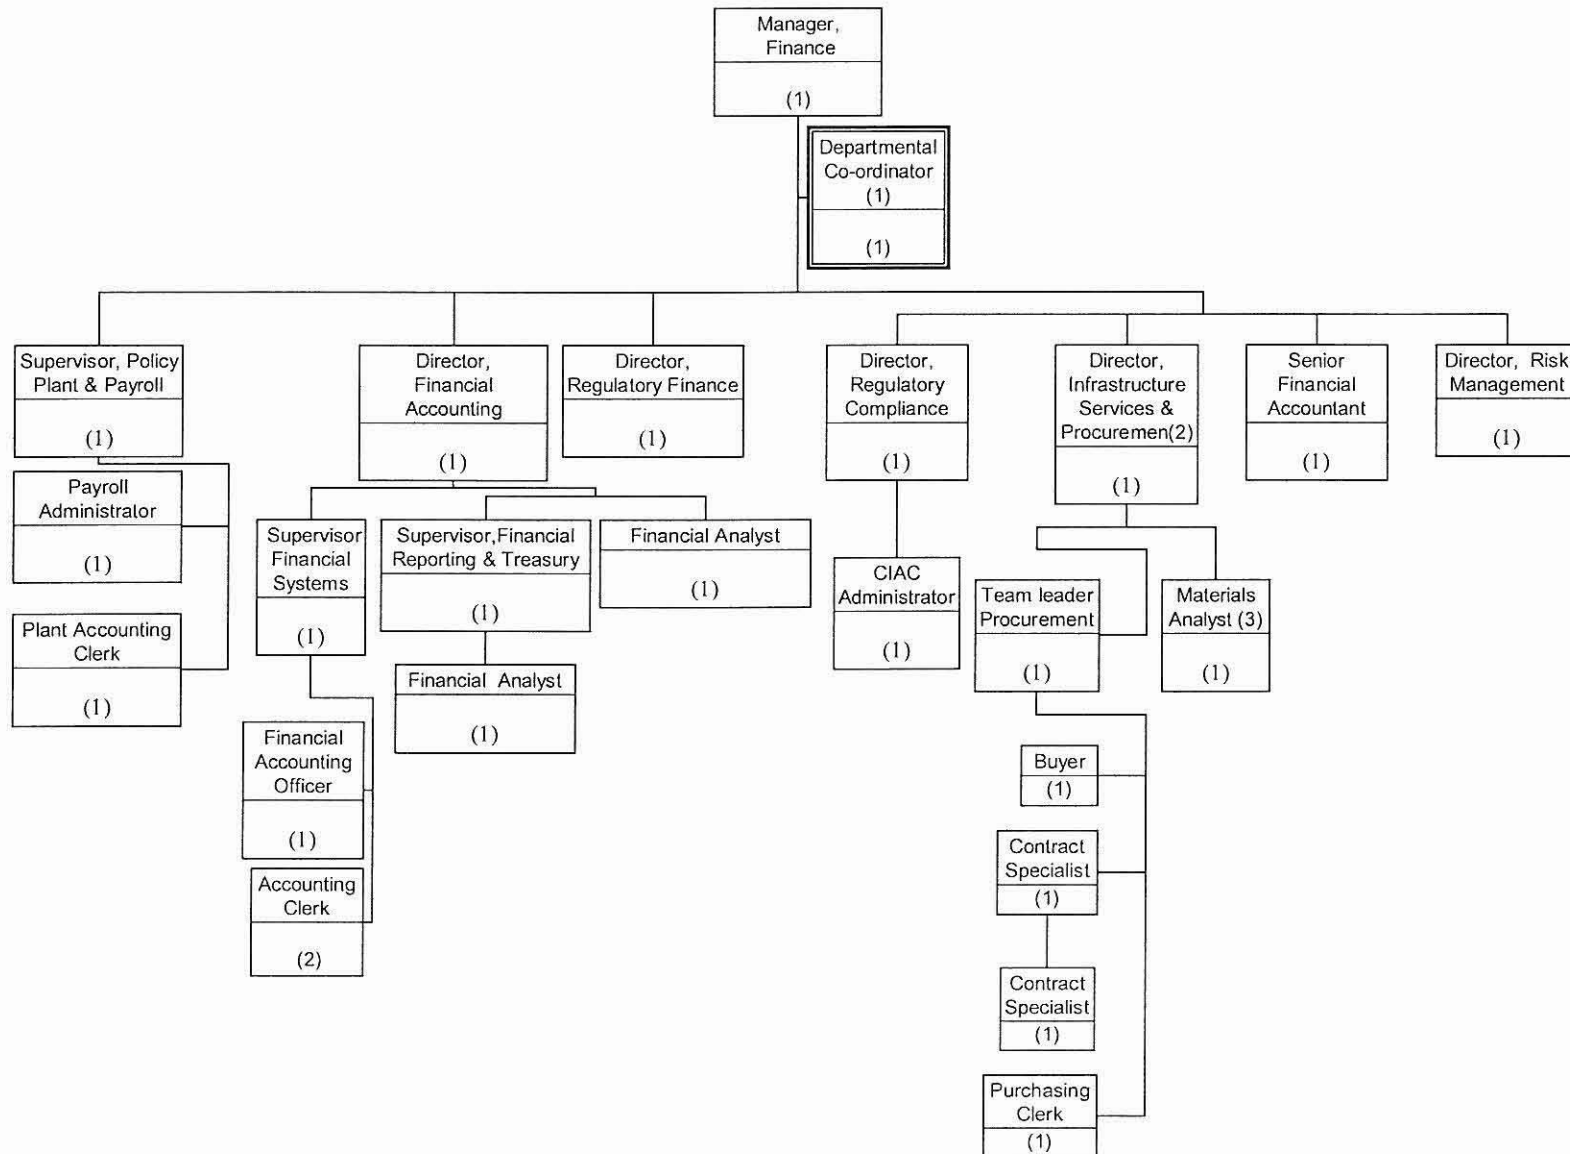 Manager,
Finance
(1)
Departmental
Co-ordinator
(1)
(1)
Supervisor, Policy
Plant & Payroll
(1)
Director,
Financial
Accounting
(1)
Director,
Regulatory Finance
(1)
Director,
Regulatory
Compliance
(1)
Director,
Infrastructure
Services &
Procuremen(2)
(1)
Senior
Financial
Accountant
(1)
Director, Risk
Management
(1)
Payroll
Administrator
(1)
Plant Accounting
Clerk
(1)
Supervisor
Financial
Systems
(1)
Supervisor,Financial
Reporting & Treasury
(1)
Financial Analyst
(1)
Financial Analyst
(1)
Financial
Accounting
Officer
(1)
Accounting
Clerk
(2)
CIAC
Administrator
(1)
Team leader
Procurement
(1)
Materials
Analyst (3)
(1)
Buyer
(1)
Contract
Specialist
(1)
Contract
Specialist
(1)
Purchasing
Clerk
(1)